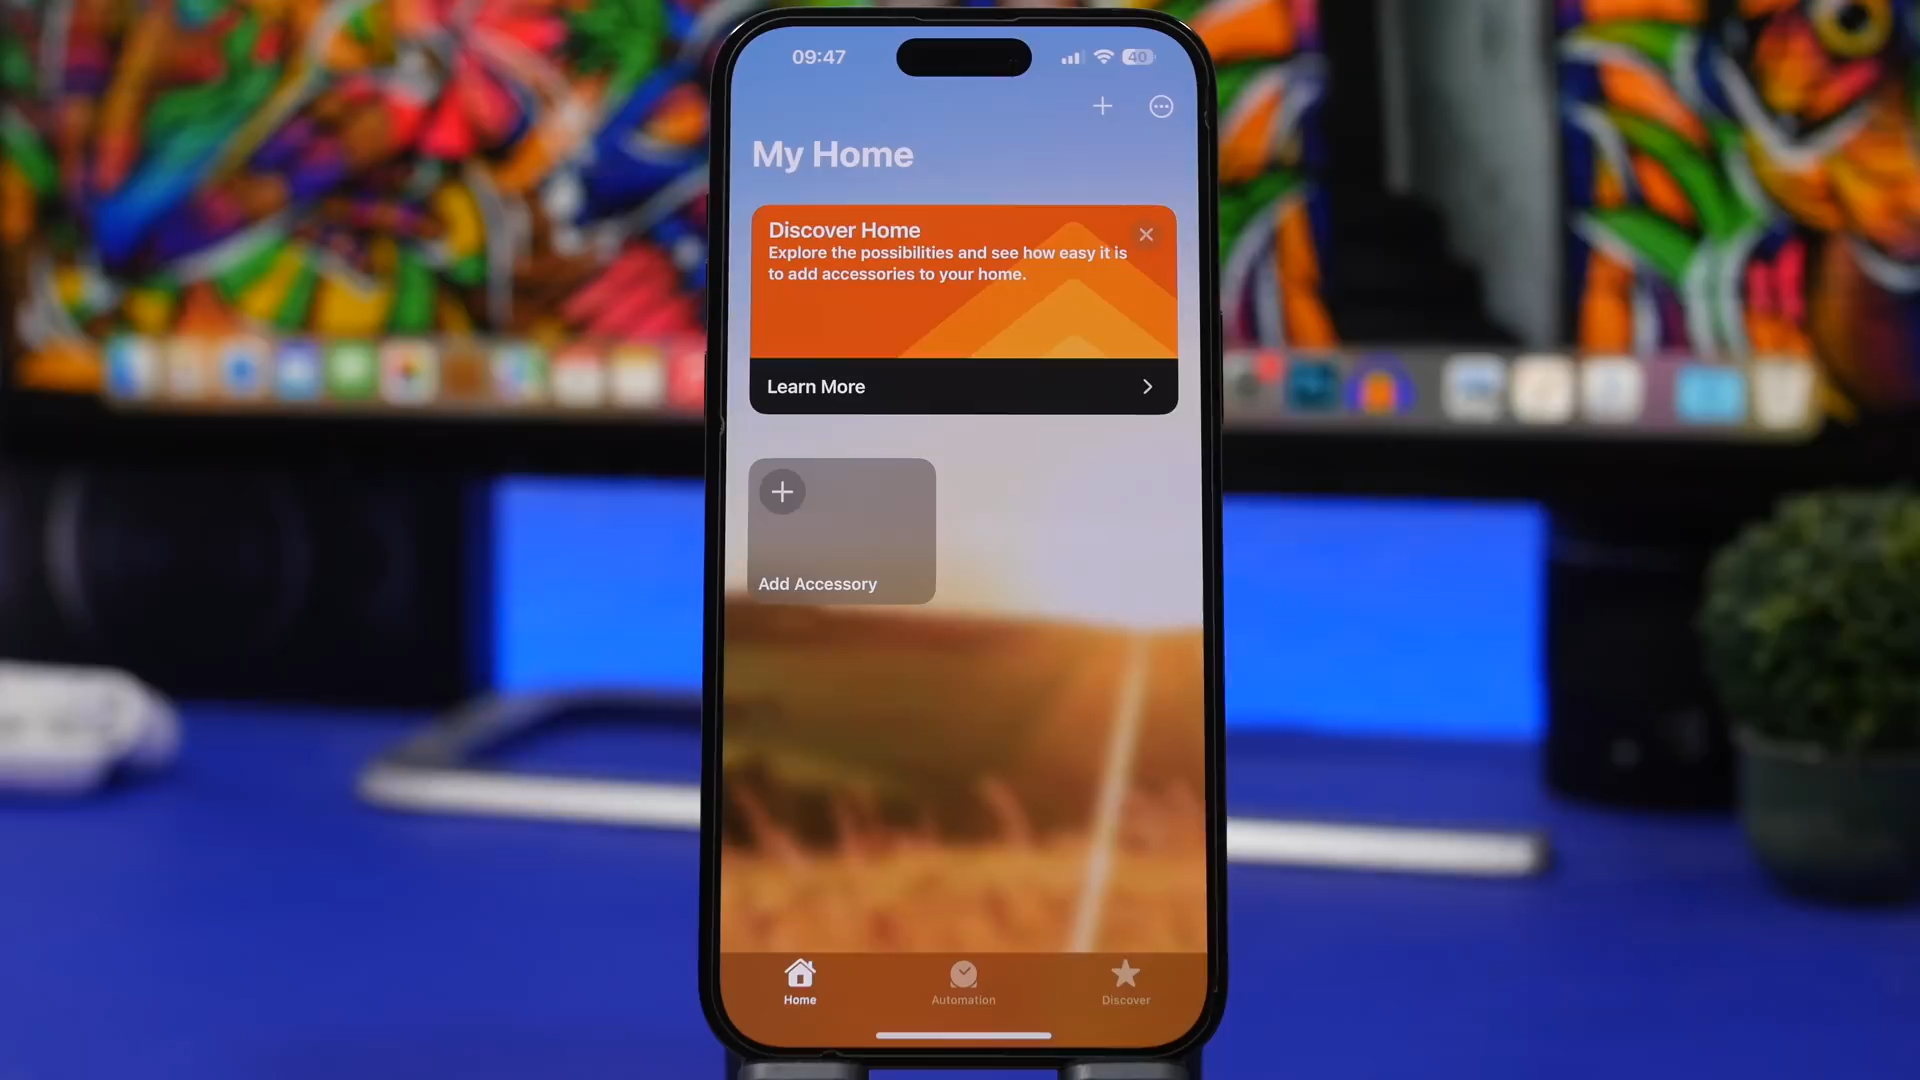 09:47
40
My Home
Discover Home
Explore the possibilities and see how easy it is
to add accessories to your home.
Learn More
Add Accessory
Home
Automation
Discover